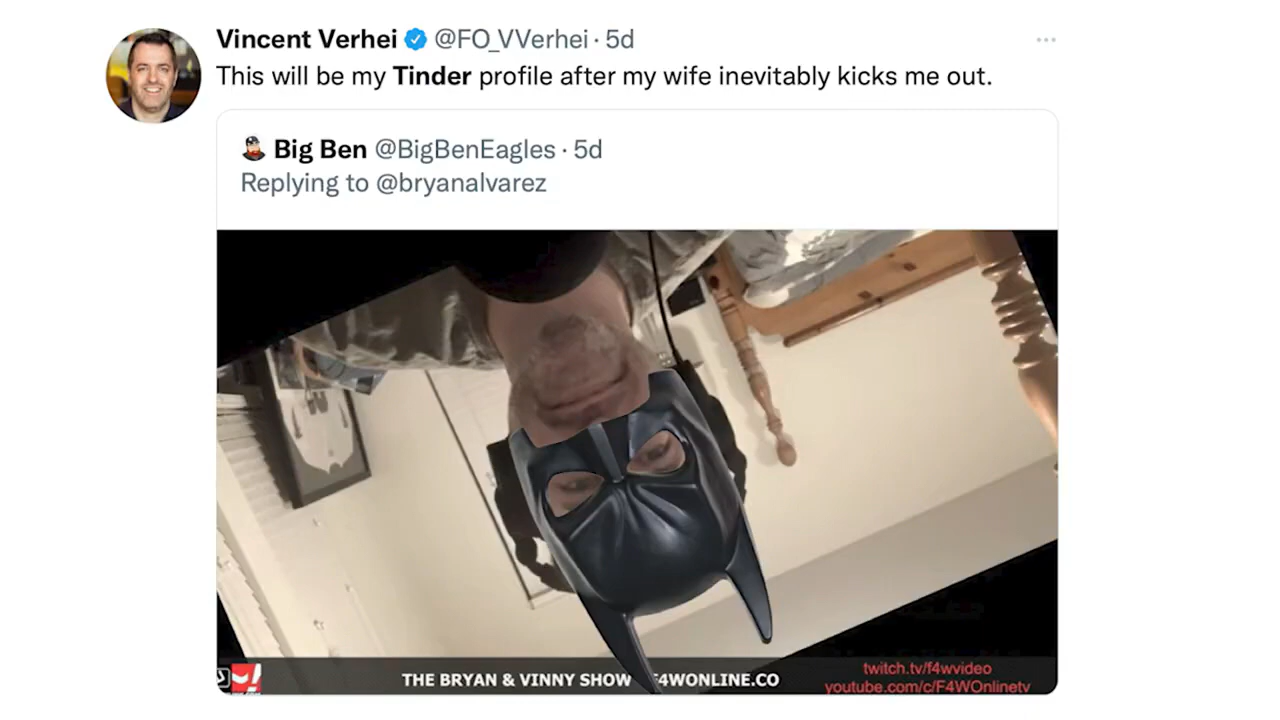 Vincent Verhei @FO_VVerhei · 5d
This will be my Tinder profile after my wife inevitably kicks me out.
Big Ben @BigBenEagles · 5d
Replying to @bryanalvarez
THE BRYAN & VINNY SHOW F4WONLINE.CO
twitch.tv/f4wvideo
youtube.com/c/F4WOnlinetv